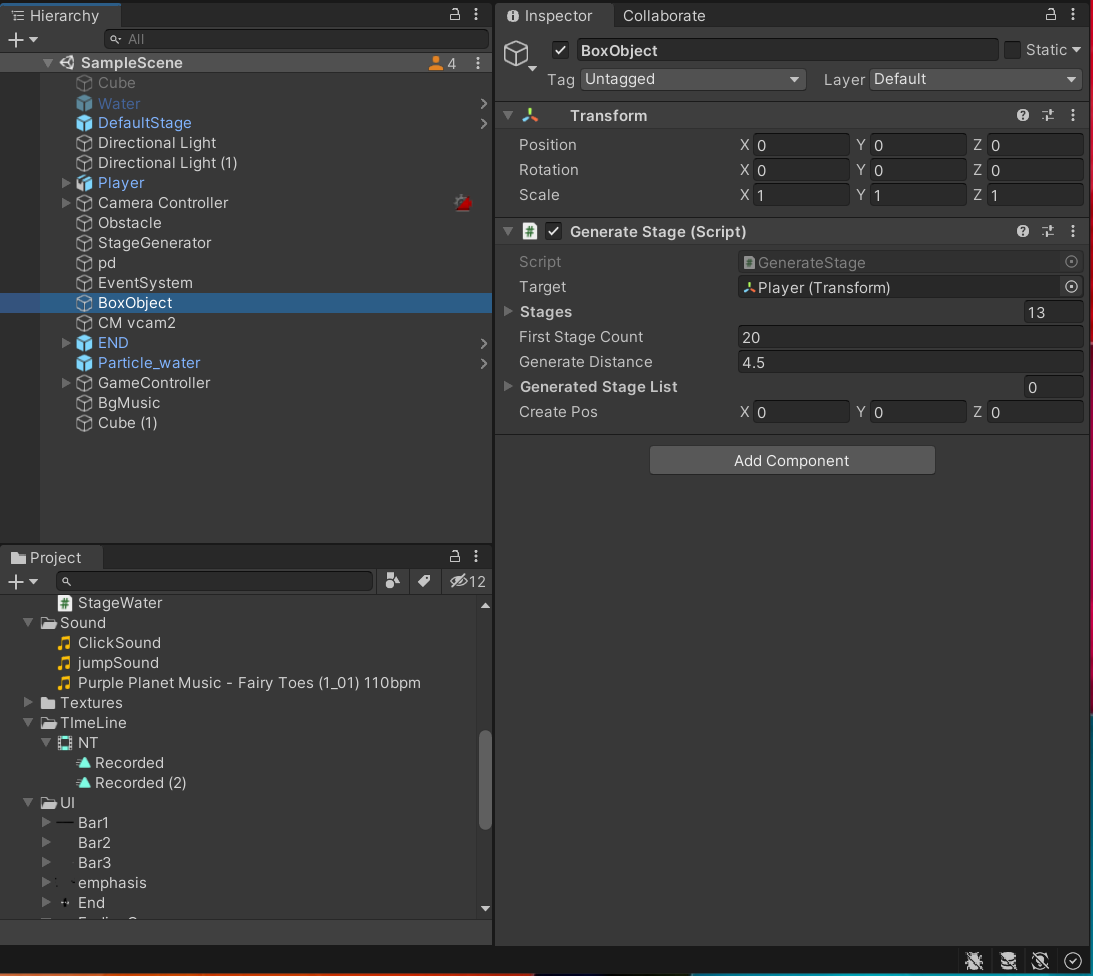 Hierarchy
All
SampleScene 4
Cube
Water
DefaultStage
Directional Light
Directional Light (1)
Player
Camera Controller
Obstacle
StageGenerator
pd
EventSystem
BoxObject
CM vcam2
END
Particle_water
GameController
BgMusic
Cube (1)
Project
12
StageWater
Sound
ClickSound
jumpSound
Purple Planet Music - Fairy Toes (1_01) 110bpm
Textures
TImeLine
NT
Recorded
Recorded (2)
UI
Bar1
Bar2
Bar3
emphasis
End
Inspector Collaborate
BoxObject Static
Tag Untagged Layer Default
Transform
Position X 0 Y 0 Z 0
Rotation X 0 Y 0 Z 0
Scale X 1 Y 1 Z 1
# Generate Stage (Script)
Script GenerateStage
Target Player (Transform)
Stages 13
First Stage Count 20
Generate Distance 4.5
Generated Stage List 0
Create Pos X 0 Y 0 Z 0
Add Component